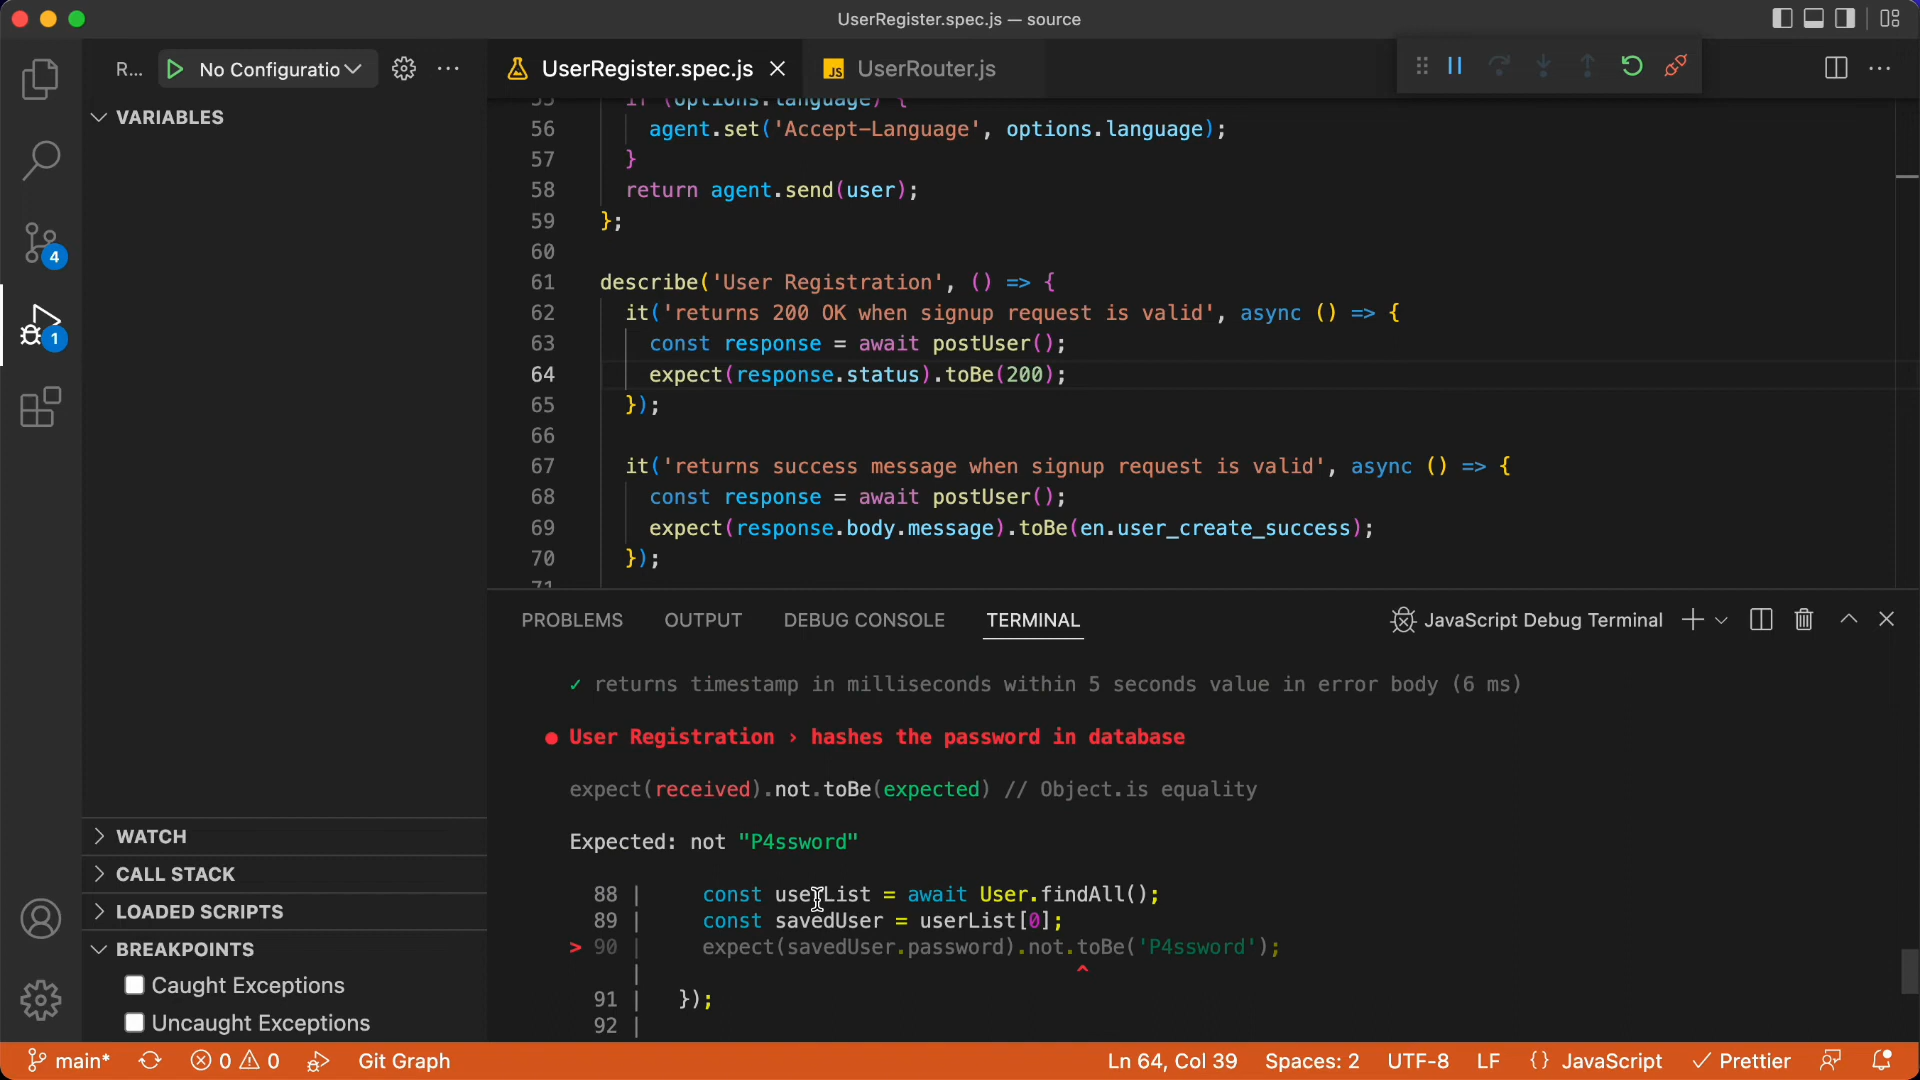 UserRegister.spec.js — source
R...
No Configuratio
UserRegister.spec.js
JS UserRouter.js
VARIABLES
4
1
55 if (options.language) {
56 agent.set('Accept-Language', options.language);
57 }
58 return agent.send(user);
59 };
60
61 describe('User Registration', () => {
62 it('returns 200 OK when signup request is valid', async () => {
63 const response = await postUser();
64 expect(response.status).toBe(200);
65 });
66
67 it('returns success message when signup request is valid', async () => {
68 const response = await postUser();
69 expect(response.body.message).toBe(en.user_create_success);
70 });
71
PROBLEMS OUTPUT DEBUG CONSOLE TERMINAL
JavaScript Debug Terminal
✓ returns timestamp in milliseconds within 5 seconds value in error body (6 ms)
● User Registration › hashes the password in database
expect(received).not.toBe(expected) // Object.is equality
Expected: not "P4ssword"
88 | const userList = await User.findAll();
89 | const savedUser = userList[0];
> 90 | expect(savedUser.password).not.toBe('P4ssword');
| ^
91 | });
92 |
WATCH
CALL STACK
LOADED SCRIPTS
BREAKPOINTS
Caught Exceptions
Uncaught Exceptions
main* 0 0 Git Graph
Ln 64, Col 39 Spaces: 2 UTF-8 LF {} JavaScript ✓ Prettier